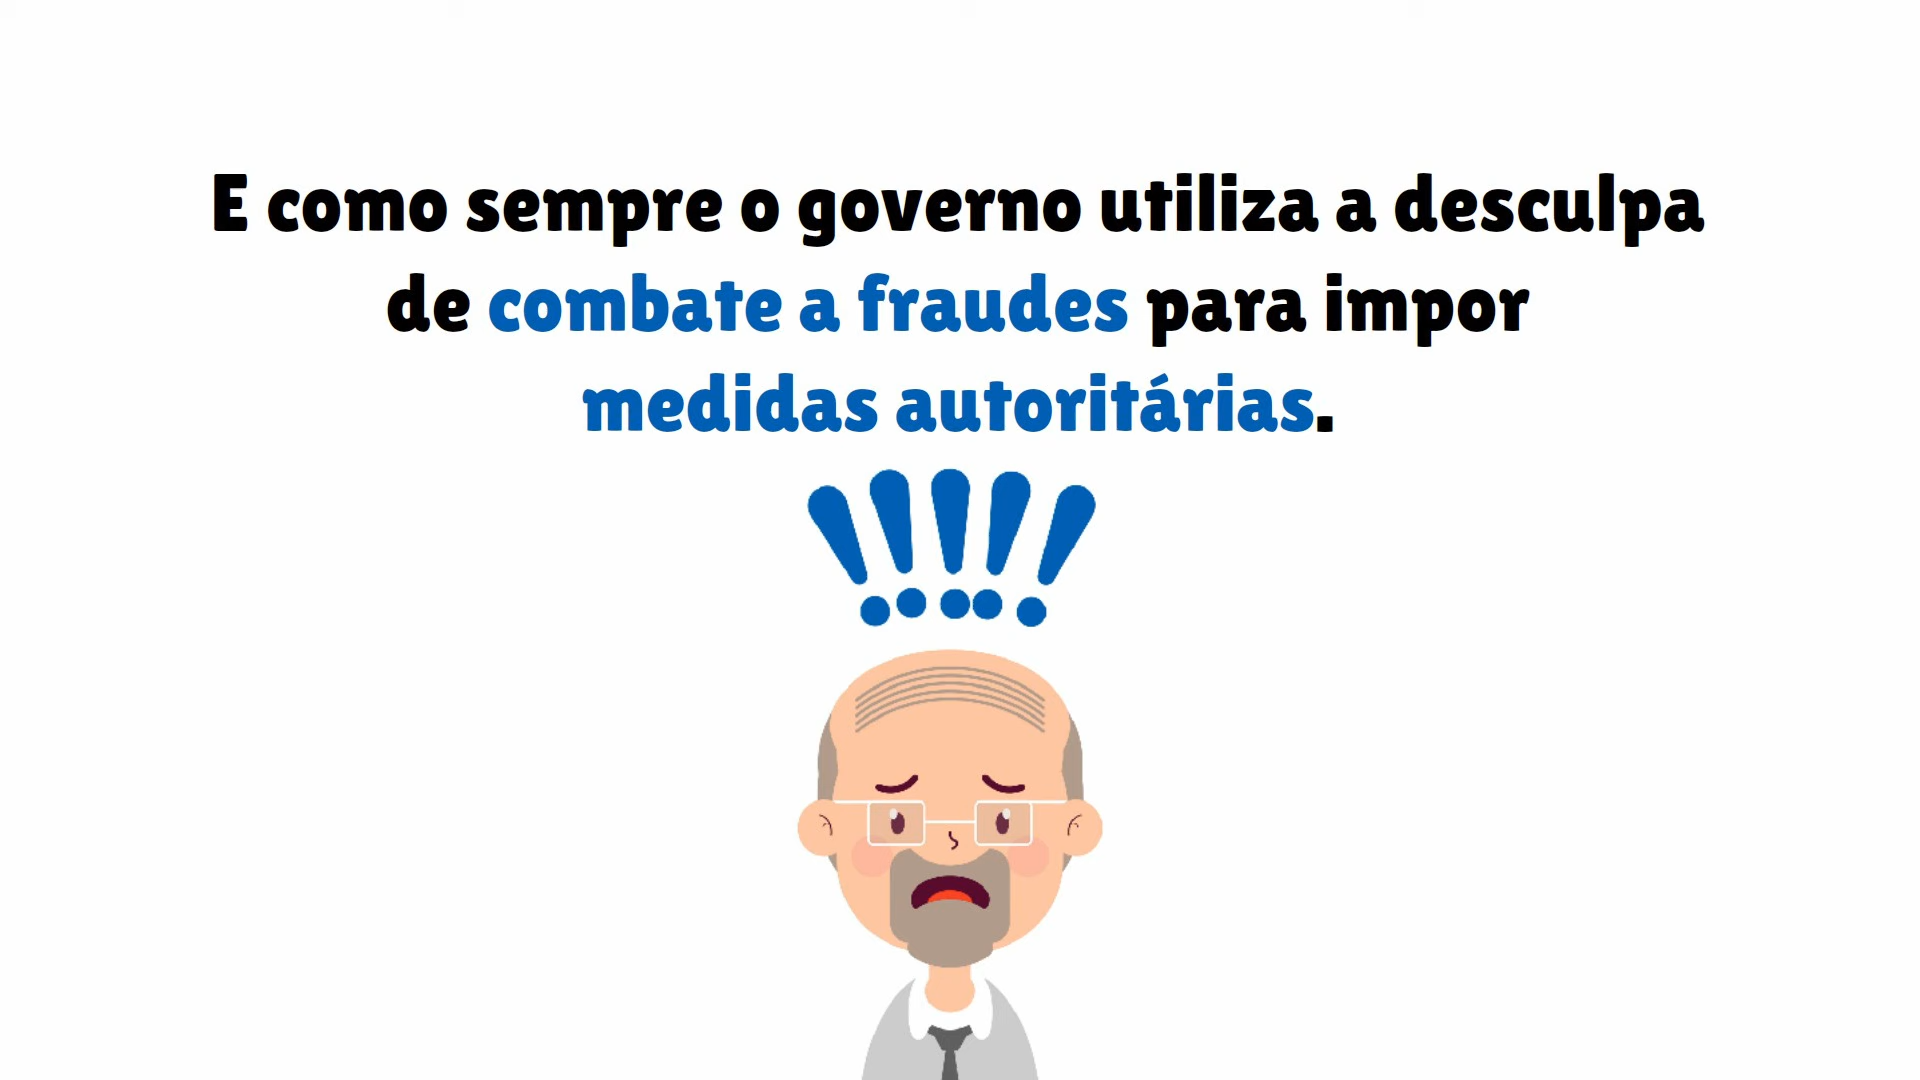 E como sempre o governo utiliza a desculpa
de combate a fraudes para impor
medidas autoritárias.
!!!!!